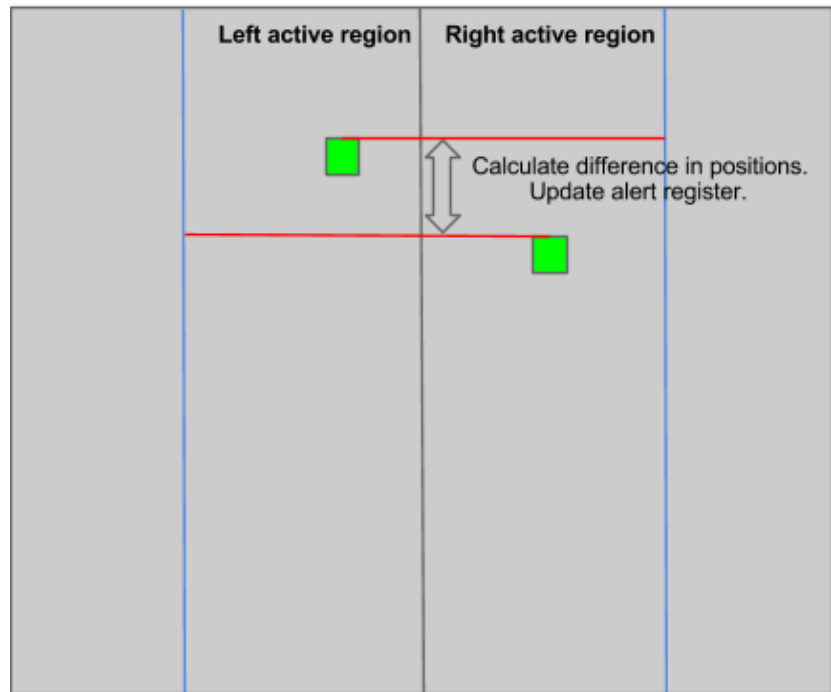 Left active region
Right active region
Calculate difference in positions.
Update alert register.